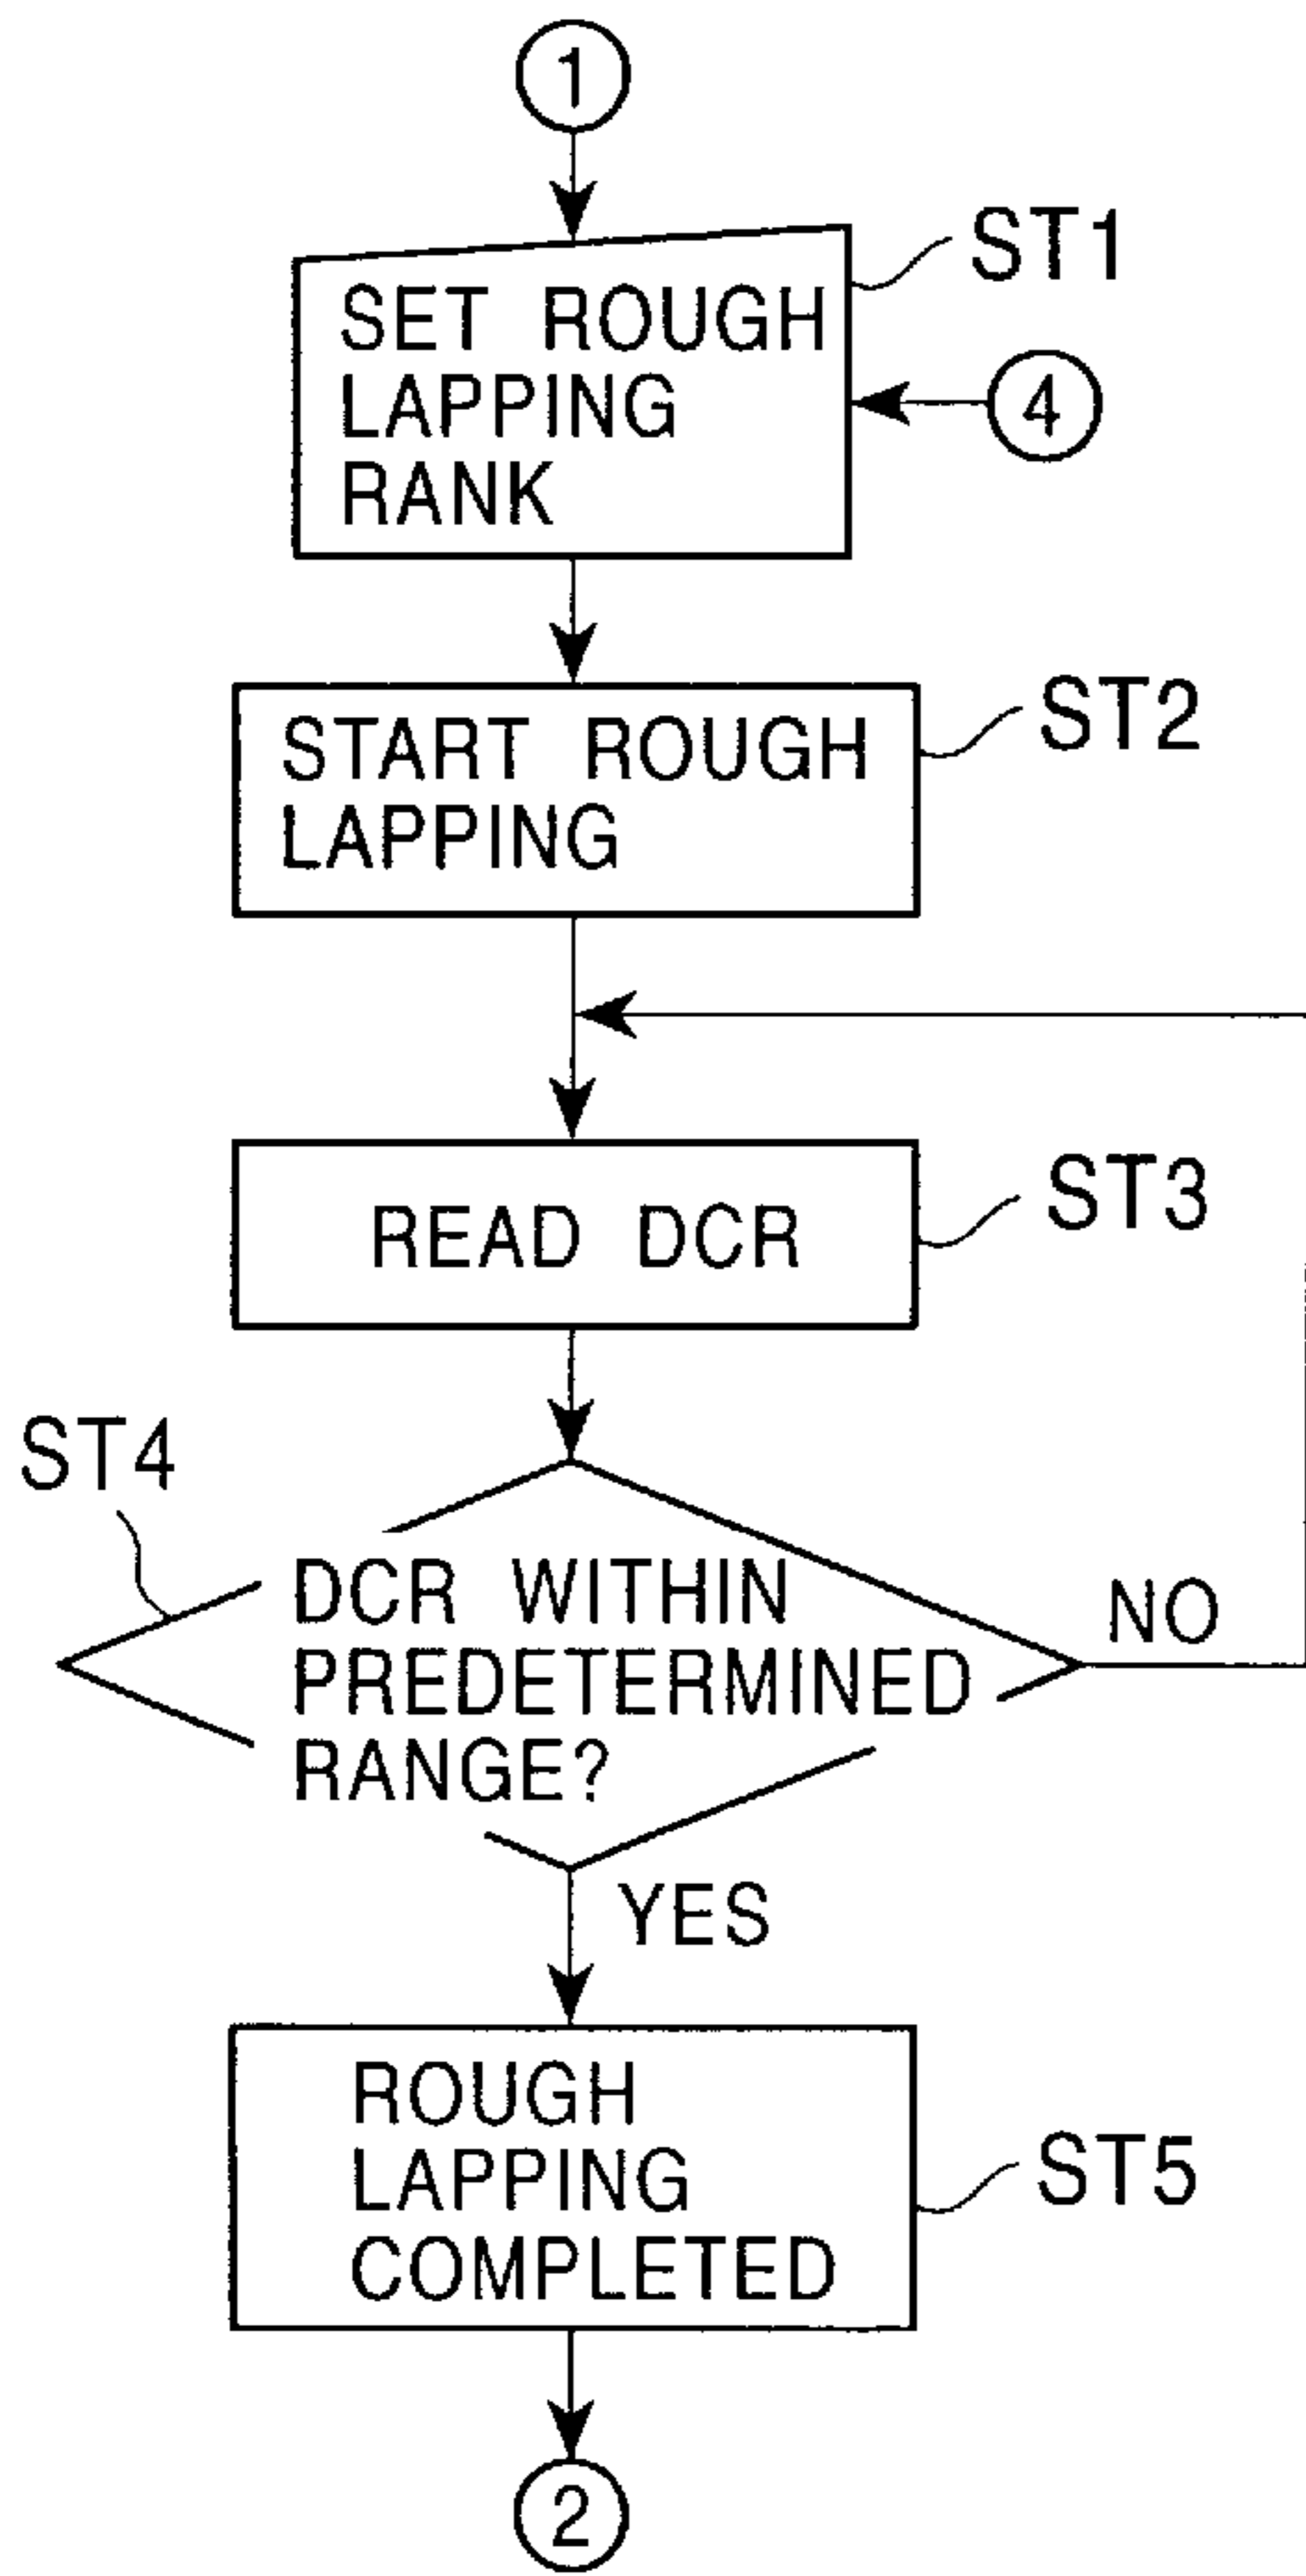 1
ST1
SET ROUGH
LAPPING
RANK
4
ST2
START ROUGH
LAPPING
ST3
READ DCR
ST4
DCR WITHIN
PREDETERMINED
RANGE?
NO
YES
ROUGH
LAPPING
COMPLETED
ST5
2